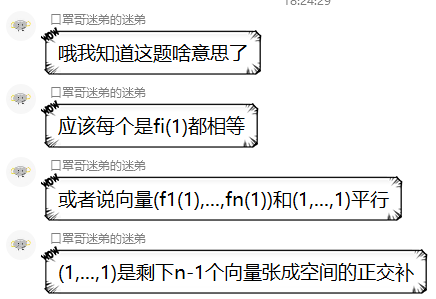 18:24:29
口罩哥迷弟的迷弟
WOW
哦我知道这题啥意思了
口罩哥迷弟的迷弟
WOW
应该每个是fi(1)都相等
口罩哥迷弟的迷弟
WOW
或者说向量(f1(1),...,fn(1))和(1,...,1)平行
口罩哥迷弟的迷弟
WOW
(1,...,1)是剩下n-1个向量张成空间的正交补